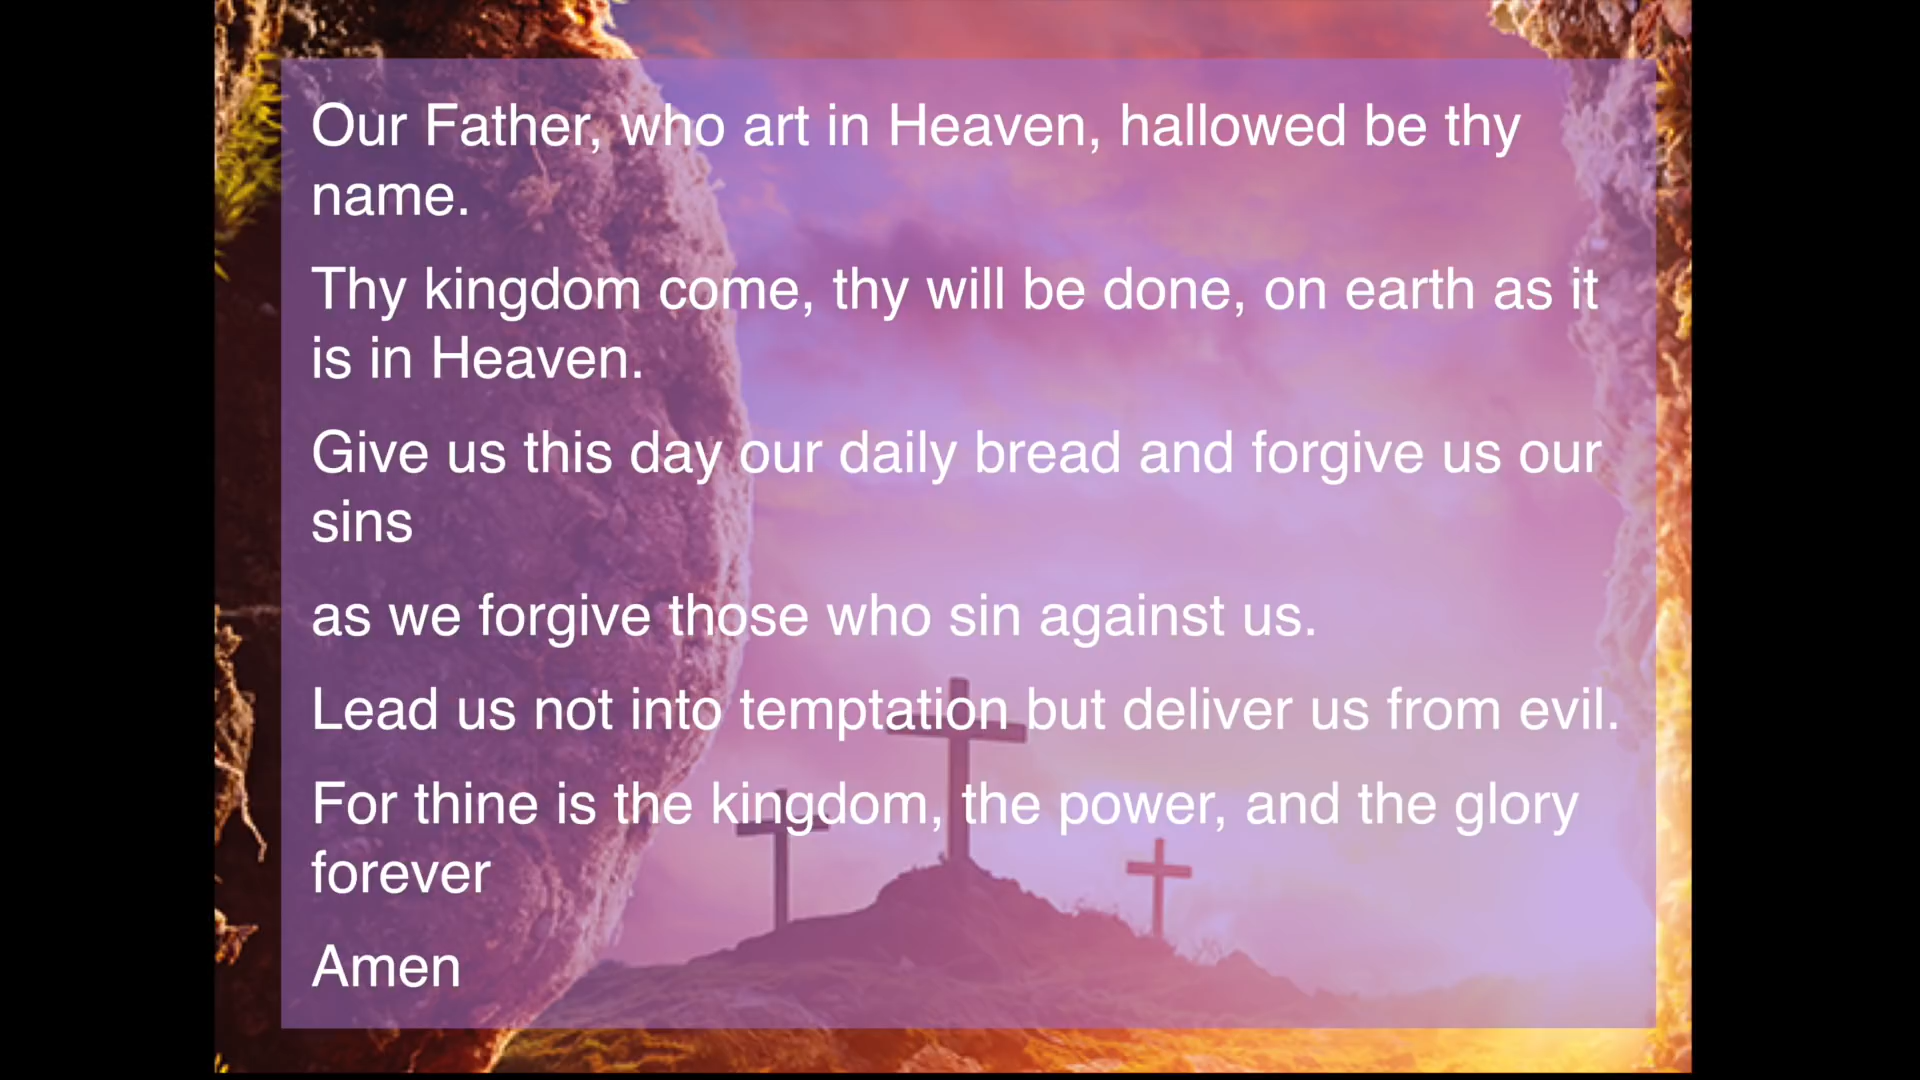 Our Father, who art in Heaven, hallowed be thy
name.
Thy kingdom come, thy will be done, on earth as it
is in Heaven.
Give us this day our daily bread and forgive us our
sins
as we forgive those who sin against us.
Lead us not into temptation but deliver us from evil.
For thine is the kingdom, the power, and the glory
forever
Amen